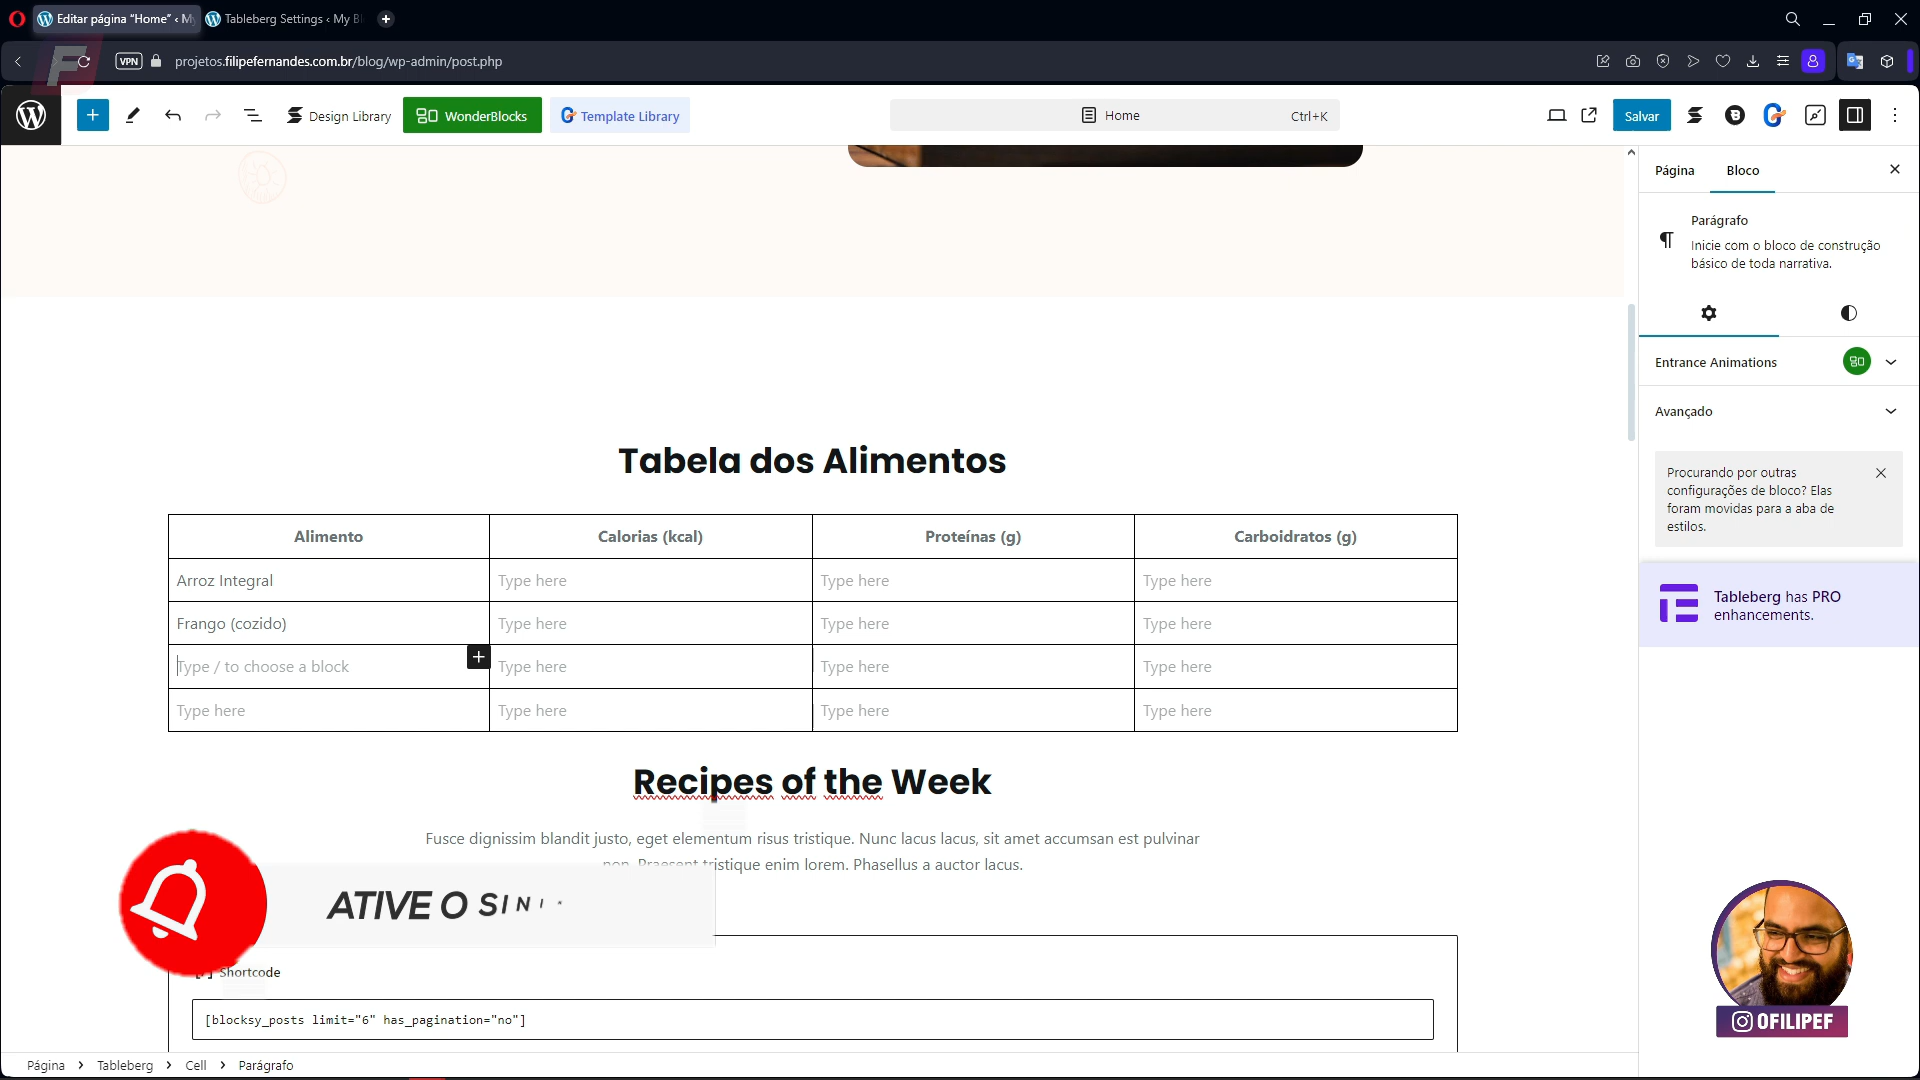 Editar página “Home” ‹ My
Tableberg Settings ‹ My Bl
VPN
projetos.filipefernandes.com.br/blog/wp-admin/post.php
Design Library
WonderBlocks
Template Library
Home
Ctrl+K
Salvar
Página
Bloco
Parágrafo
Inicie com o bloco de construção
básico de toda narrativa.
Entrance Animations
Avançado
Procurando por outras
configurações de bloco? Elas
foram movidas para a aba de
estilos.
Tableberg has PRO
enhancements.
Tabela dos Alimentos
Alimento Calorias (kcal) Proteínas (g) Carboidratos (g)
Arroz Integral Type here Type here Type here
Frango (cozido) Type here Type here Type here
Type / to choose a block Type here Type here Type here
Type here Type here Type here Type here
Recipes of the Week
Fusce dignissim blandit justo, eget elementum risus tristique. Nunc lacus lacus, sit amet accumsan est pulvinar
non. Praesent tristique enim lorem. Phasellus a auctor lacus.
ATIVE O SIN
Shortcode
[blocksy_posts limit="6" has_pagination="no"]
OFILIPEF
Página > Tableberg > Cell > Parágrafo